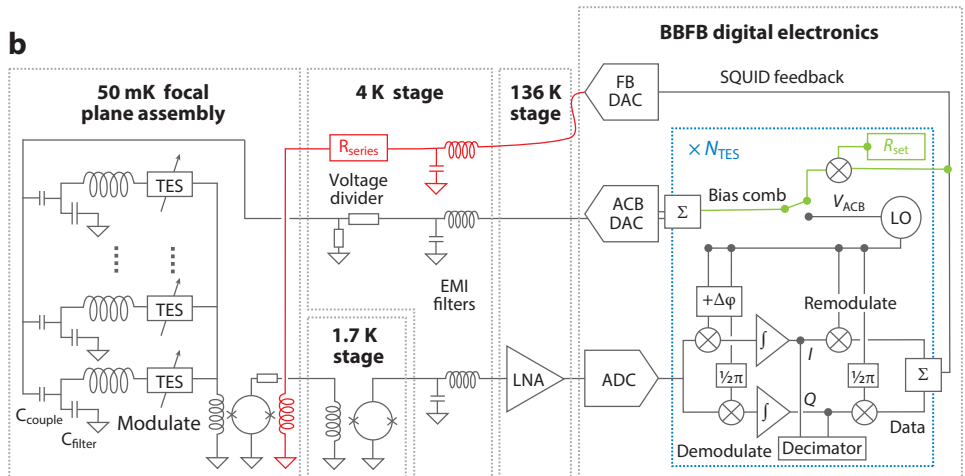 b
BBFB digital electronics
50 mK focal
plane assembly
4 K stage
136 K
stage
FB
DAC
SQUID feedback
R_series
× N_TES
R_set
TES
Voltage
divider
ACB
DAC
Σ
Bias comb
V_ACB
LO
EMI
filters
+Δφ
Remodulate
TES
1.7 K
stage
∫
I
TES
LNA
ADC
½π
½π
Σ
C_couple
Modulate
Q
C_filter
∫
Data
Demodulate
Decimator